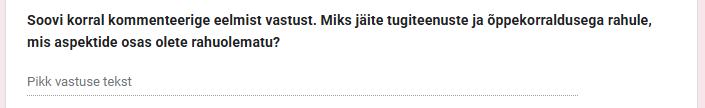 Soovi korral kommenteerige eelmist vastust. Miks jäite tugiteenuste ja õppekorraldusega rahule,
mis aspektide osas olete rahuolematu?
Pikk vastuse tekst